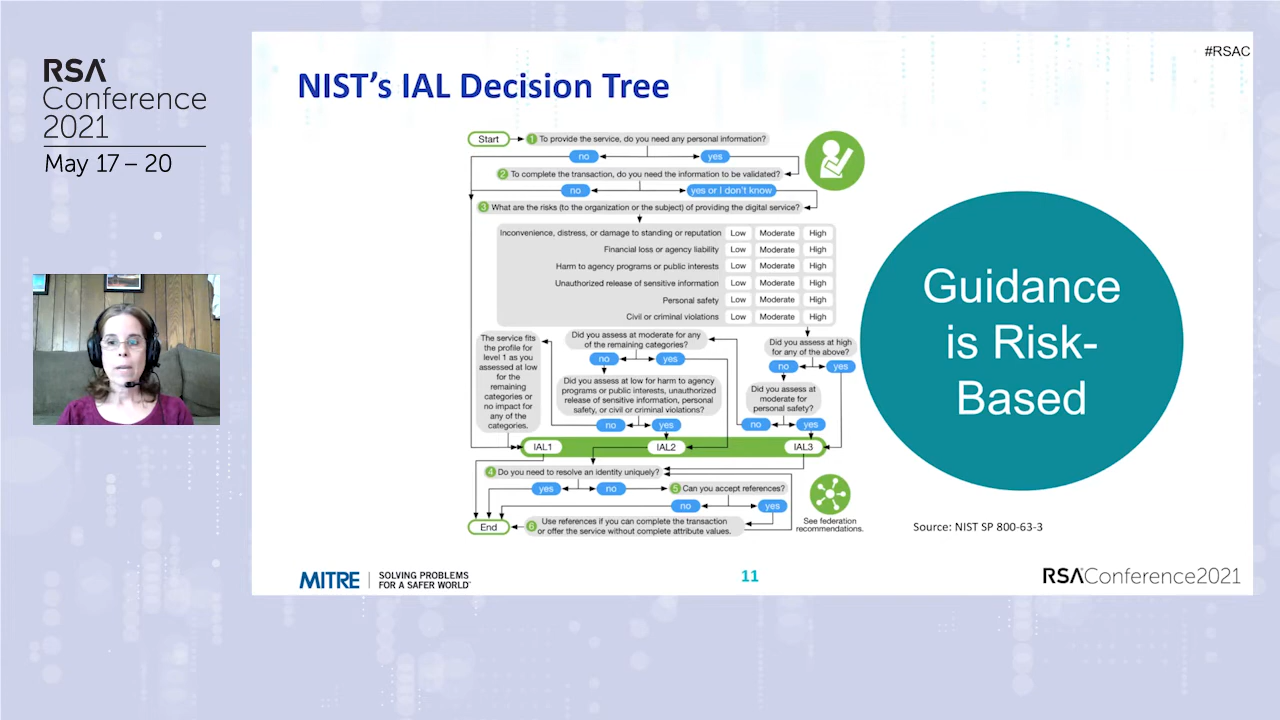 RSA
Conference
2021
May 17 – 20
#RSAC
NIST’s IAL Decision Tree
Start
1 To provide the service, do you need any personal information?
no
yes
2 To complete the transaction, do you need the information to be validated?
no
yes or I don't know
3 What are the risks (to the organization or the subject) of providing the digital service?
Inconvenience, distress, or damage to standing or reputation Low Moderate High
Financial loss or agency liability Low Moderate High
Harm to agency programs or public interests Low Moderate High
Unauthorized release of sensitive information Low Moderate High
Personal safety Low Moderate High
Civil or criminal violations Low Moderate High
The service fits
the profile for
level 1 as you
assessed at low
for the
remaining
categories or
no impact for
any of the
categories.
Did you assess at moderate for any
of the remaining categories?
no
yes
Did you assess at low for harm to agency
programs or public interests, unauthorized
release of sensitive information, personal
safety, or civil or criminal violations?
no
yes
Did you assess at high
for any of the above?
no
yes
Did you assess at
moderate for
personal safety?
no
yes
IAL1
IAL2
IAL3
4 Do you need to resolve an identity uniquely?
yes
no
5 Can you accept references?
no
yes
End
6 Use references if you can complete the transaction
or offer the service without complete attribute values.
See federation
recommendations.
Guidance
is Risk-
Based
Source: NIST SP 800-63-3
MITRE
SOLVING PROBLEMS
FOR A SAFER WORLD
11
RSAConference2021